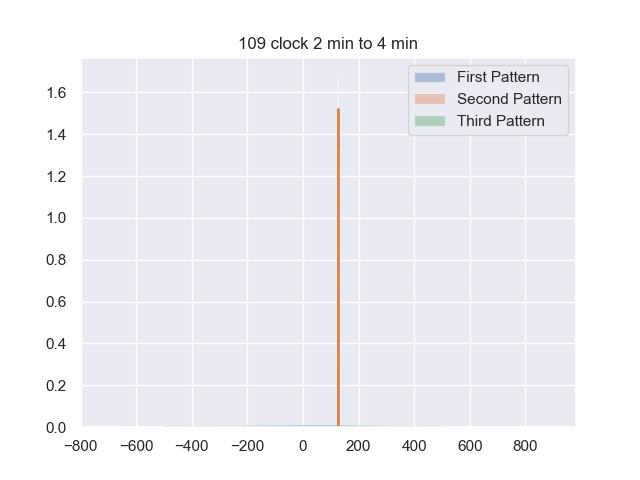 109 clock 2 min to 4 min
First Pattern
Second Pattern
Third Pattern
1.6
1.4
1.2
1.0
0.8
0.6
0.4
0.2
0.0
−800 −600 −400 −200 0 200 400 600 800